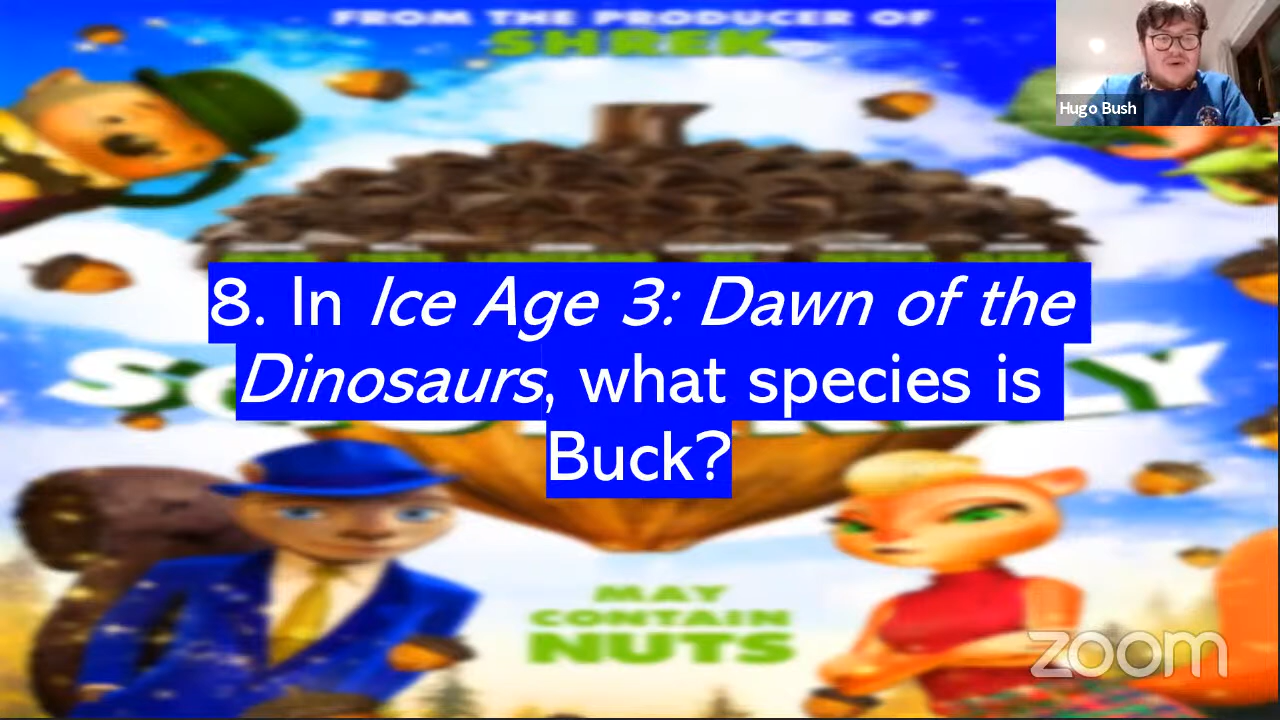 FROM THE PRODUCER OF
SHREK
Hugo Bush
8. In Ice Age 3: Dawn of the
Dinosaurs, what species is
Buck?
MAY
CONTAIN
NUTS
zoom